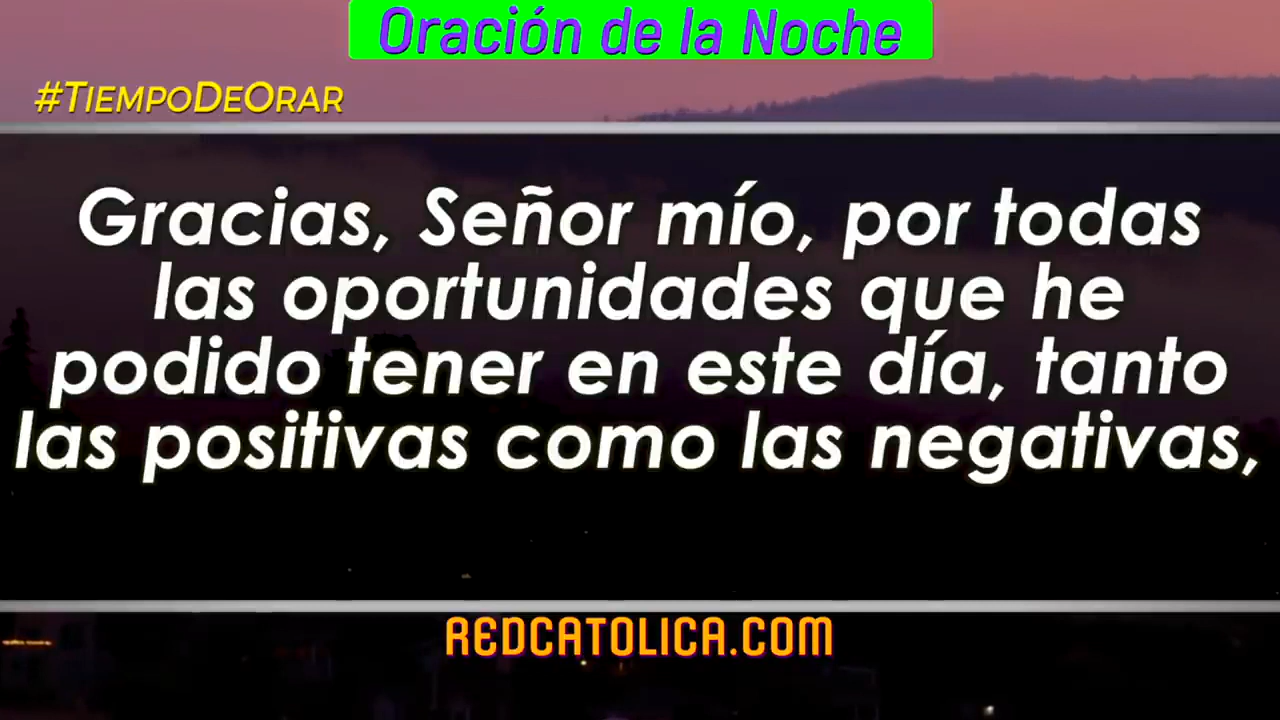 Oración de la Noche
#TiempoDeOrar
Gracias, Señor mío, por todas
las oportunidades que he
podido tener en este día, tanto
las positivas como las negativas,
REDCATOLICA.COM